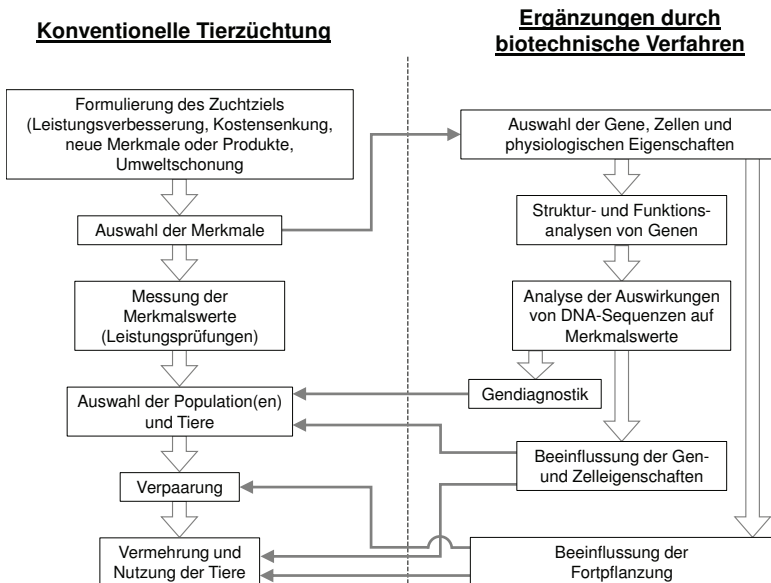 Konventionelle Tierzüchtung
Formulierung des Zuchtziels
(Leistungsverbesserung, Kostensenkung,
neue Merkmale oder Produkte,
Umweltschonung
Auswahl der Merkmale
Messung der
Merkmalswerte
(Leistungsprüfungen)
Auswahl der Population(en)
und Tiere
Verpaarung
Vermehrung und
Nutzung der Tiere
Ergänzungen durch
biotechnische Verfahren
Auswahl der Gene, Zellen und
physiologischen Eigenschaften
Struktur- und Funktions-
analysen von Genen
Analyse der Auswirkungen
von DNA-Sequenzen auf
Merkmalswerte
Gendiagnostik
Beeinflussung der Gen-
und Zelleigenschaften
Beeinflussung der
Fortpflanzung